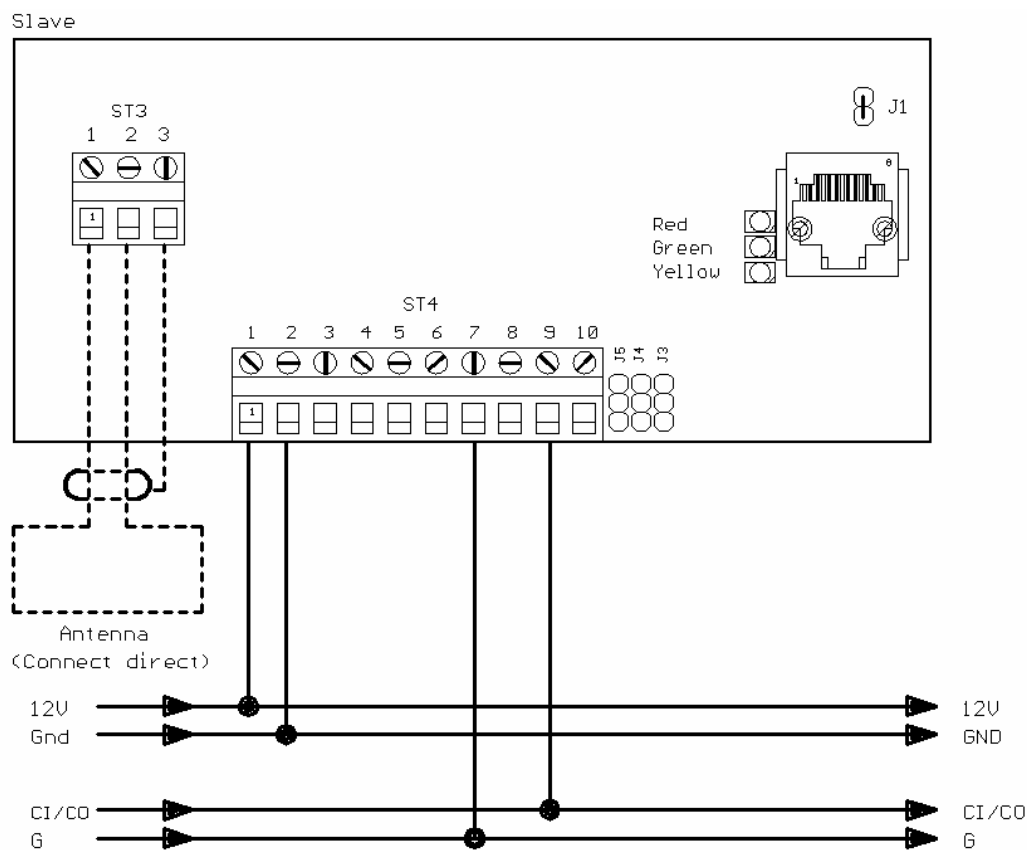 Slave
J1
ST3
1 2 3
8
1
1
Red
Green
Yellow
ST4
1 2 3 4 5 6 7 8 9 10
J5 J4 J3
1
Antenna
(Connect direct)
12V 12V
Gnd GND
CI/CO CI/CO
G G